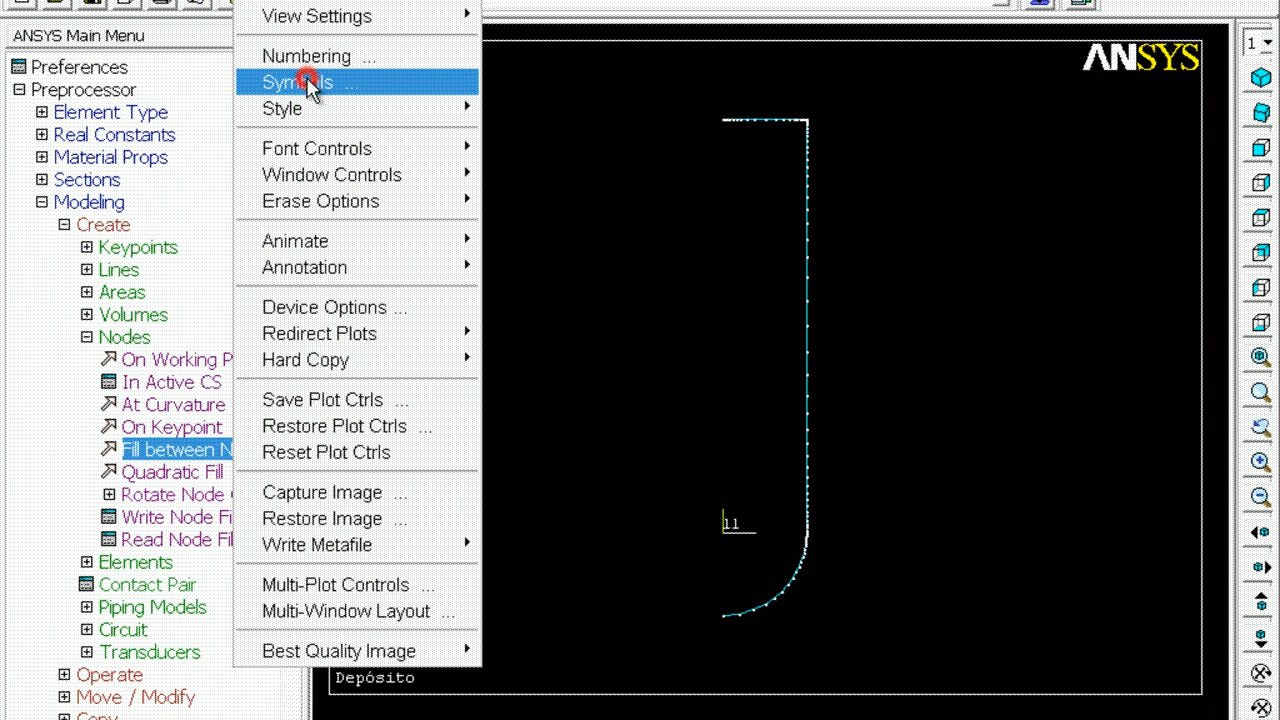 ANSYS Main Menu
Preferences
Preprocessor
Element Type
Real Constants
Material Props
Sections
Modeling
Create
Keypoints
Lines
Areas
Volumes
Nodes
On Working P
In Active CS
At Curvature
On Keypoint
Fill between N
Quadratic Fill
Rotate Node
Write Node Fi
Read Node Fil
Elements
Contact Pair
Piping Models
Circuit
Transducers
Operate
Move / Modify
Copy
View Settings
Numbering ...
Symbols ...
Style
Font Controls
Window Controls
Erase Options
Animate
Annotation
Device Options ...
Redirect Plots
Hard Copy
Save Plot Ctrls ...
Restore Plot Ctrls ...
Reset Plot Ctrls
Capture Image ...
Restore Image ...
Write Metafile
Multi-Plot Controls ...
Multi-Window Layout ...
Best Quality Image
ANSYS
11
Depósito
1